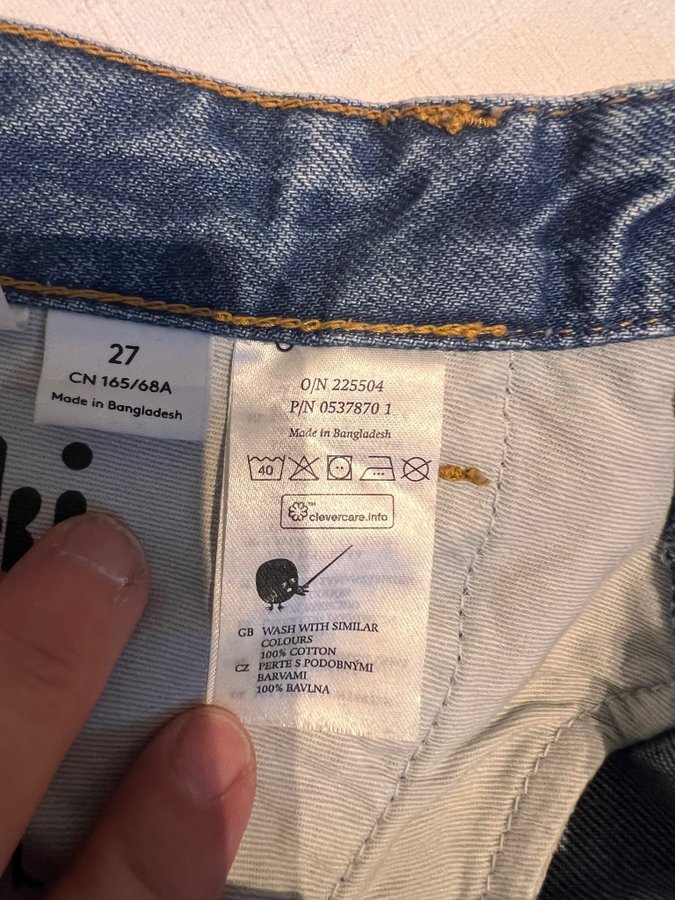 27
CN 165/68A
Made in Bangladesh
O/N 225504
P/N 0537870 1
Made in Bangladesh
40
™
clevercare.info
GB WASH WITH SIMILAR
COLOURS
100% COTTON
CZ PERTE S PODOBNÝMI
BARVAMI
100% BAVLNA